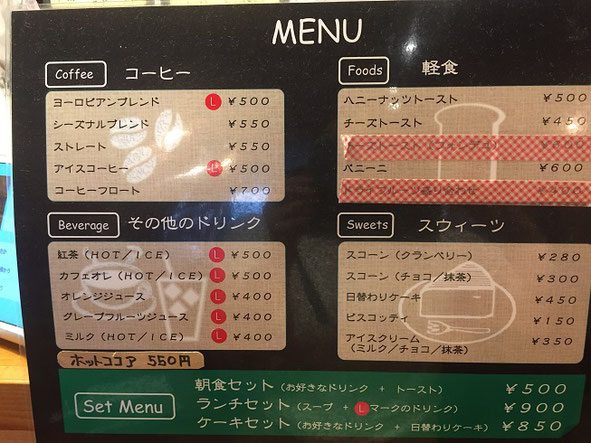 MENU
Coffee コーヒー
ヨーロピアンブレンド L ￥500
シーズナルブレンド ￥550
ストレート ￥550
アイスコーヒー L ￥500
コーヒーフロート ￥700
Beverage その他のドリンク
紅茶（HOT／ICE） L ￥500
カフェオレ（HOT／ICE） L ￥500
オレンジジュース L ￥400
グレープフルーツジュース L ￥400
ミルク（HOT／ICE） L ￥400
ホットココア 550円
Foods 軽食
ハニーナッツトースト ￥500
チーズトースト ￥450
パニーニ ￥600
Sweets スウィーツ
スコーン（クランベリー） ￥280
スコーン（チョコ／抹茶） ￥300
日替わりケーキ ￥450
ビスコッティ ￥150
アイスクリーム ￥350
（ミルク／チョコ／抹茶）
Set Menu
朝食セット（お好きなドリンク + トースト） ￥500
ランチセット（スープ + Lマークのドリンク） ￥900
ケーキセット（お好きなドリンク + 日替わりケーキ） ￥850